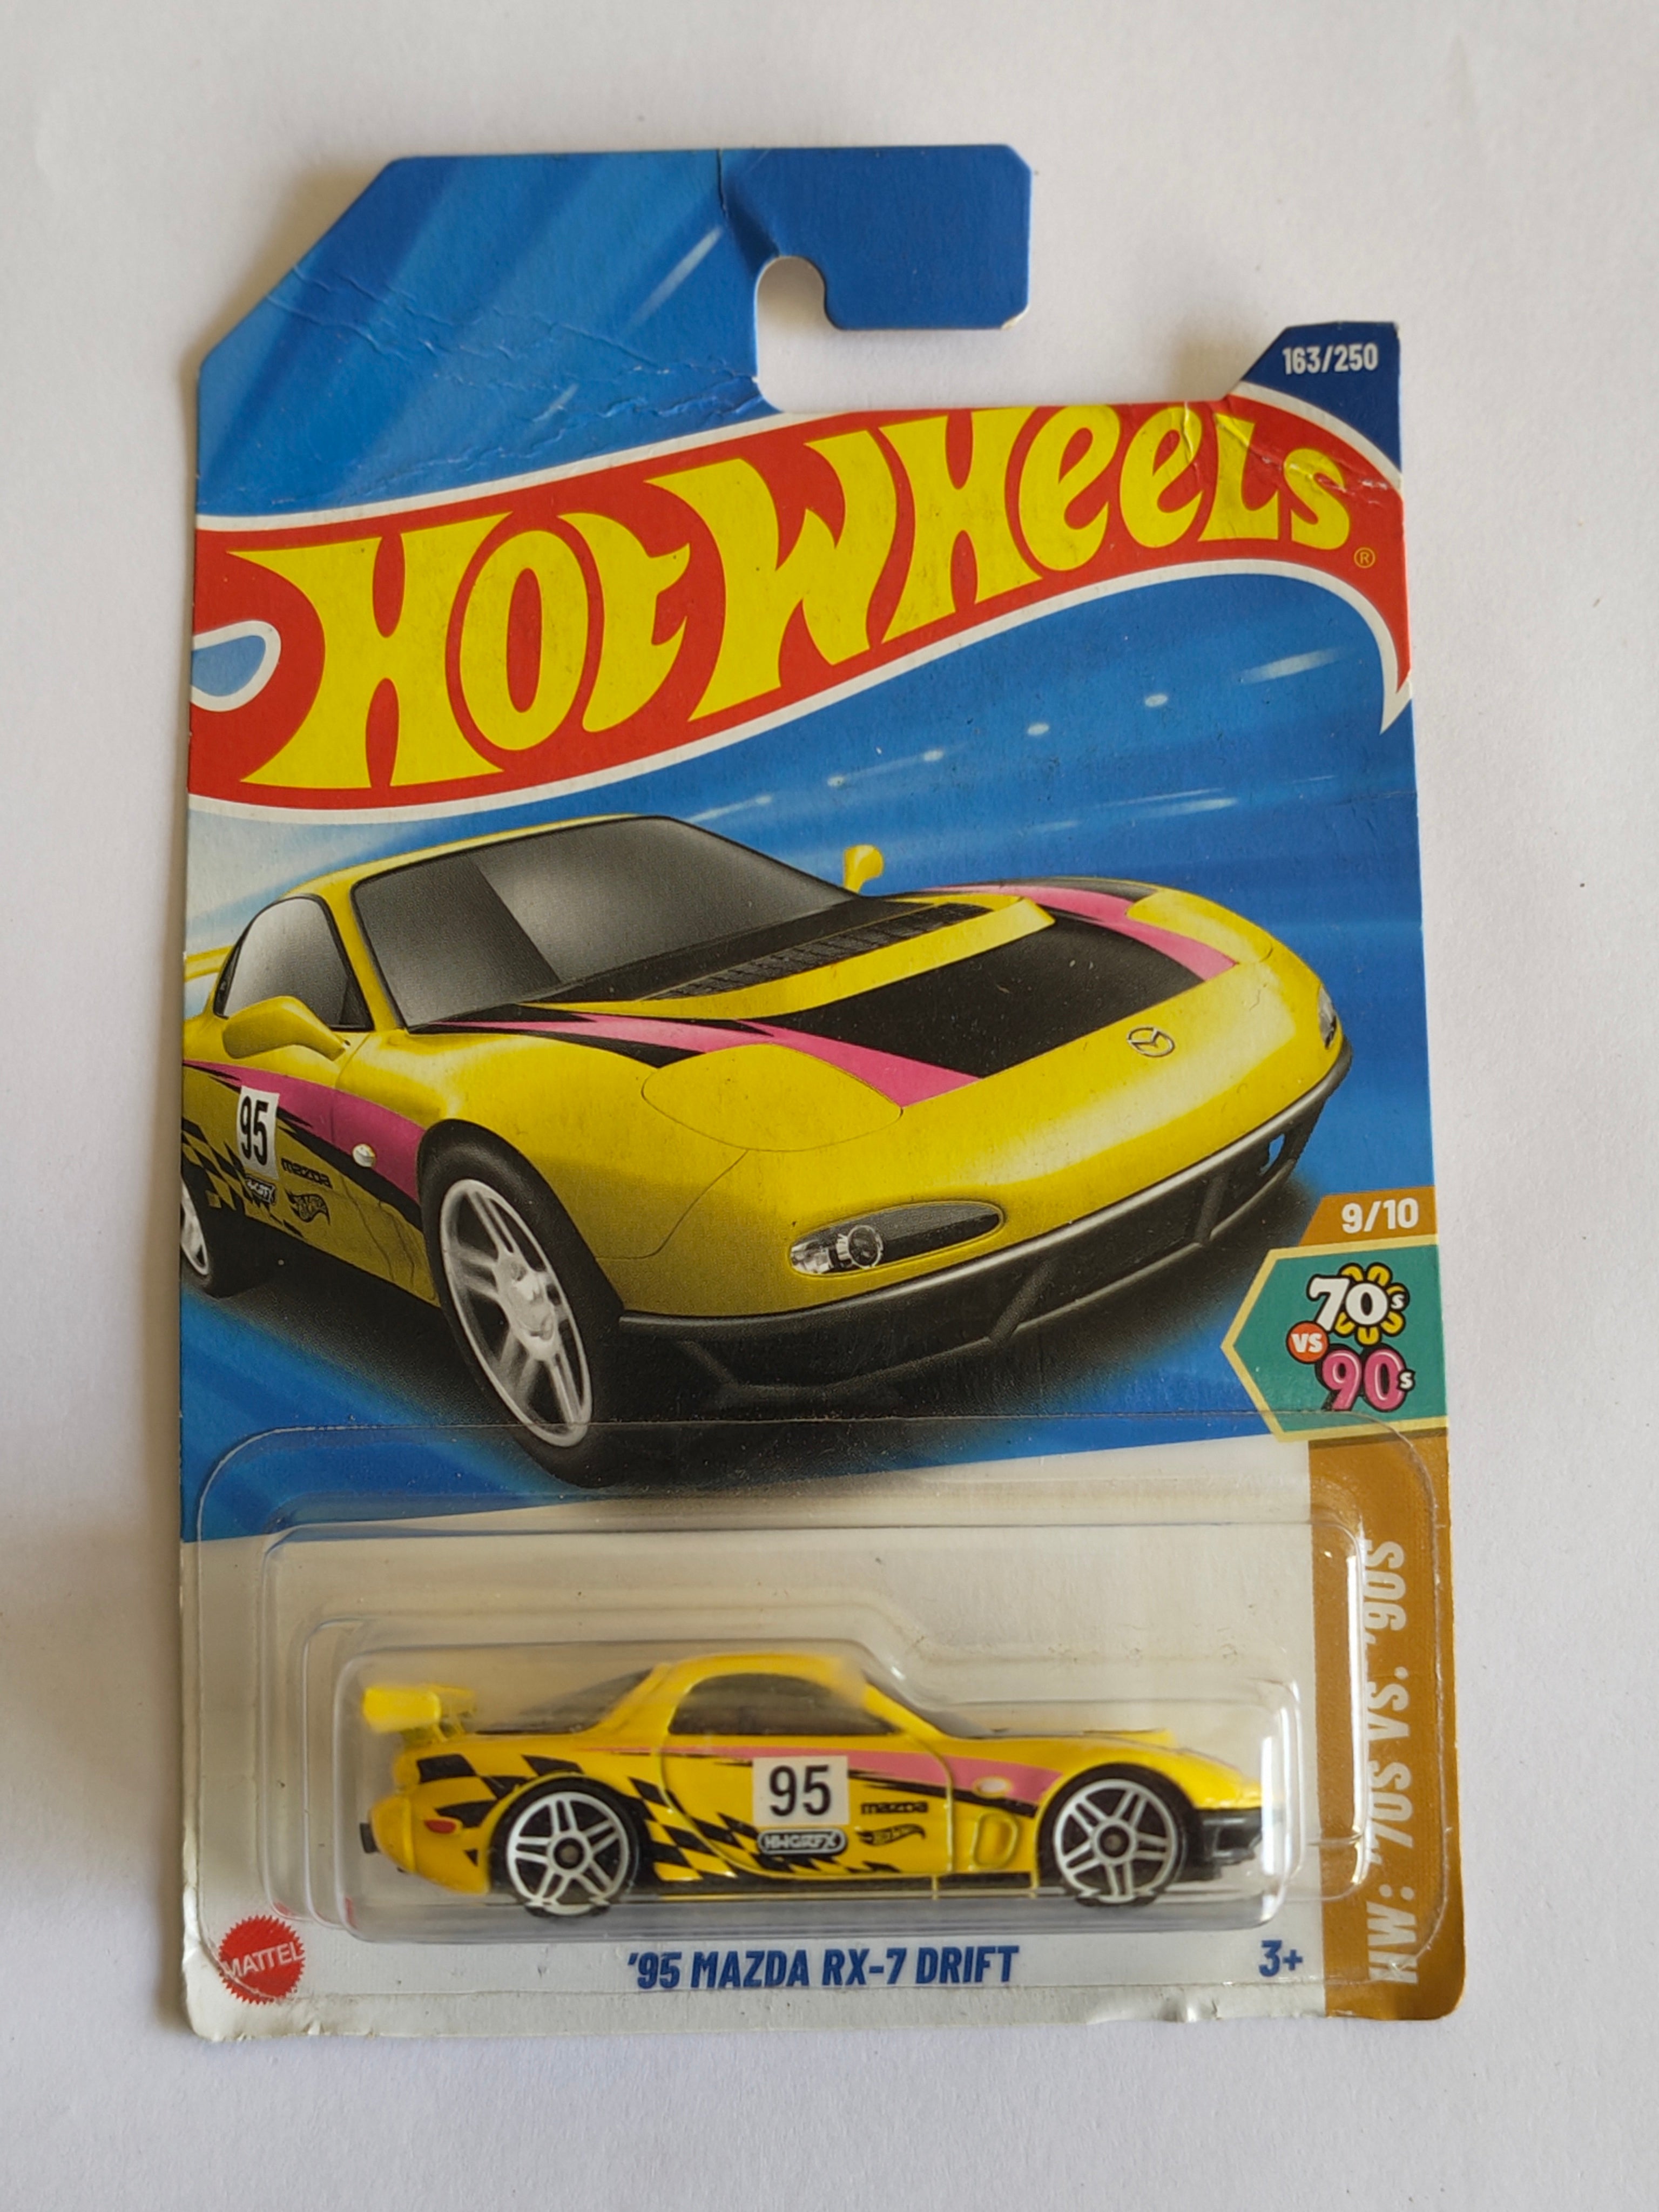 163/250
HOT WHEELS ®
95
mazda
9/10
70s
VS
90s
HW: '70S VS. '90S
95
mazda
HWGRFX
MATTEL
'95 MAZDA RX-7 DRIFT
3+